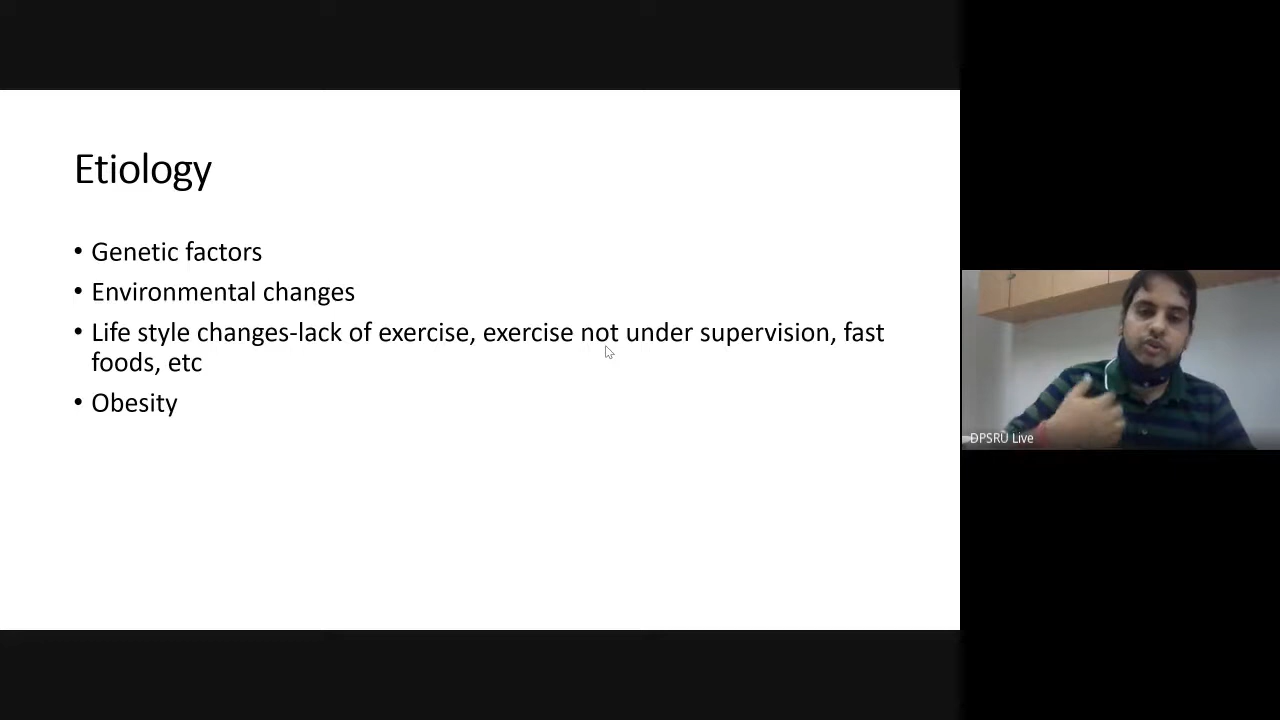 Etiology
• Genetic factors
• Environmental changes
• Life style changes-lack of exercise, exercise not under supervision, fast
foods, etc
• Obesity
DPSRU Live